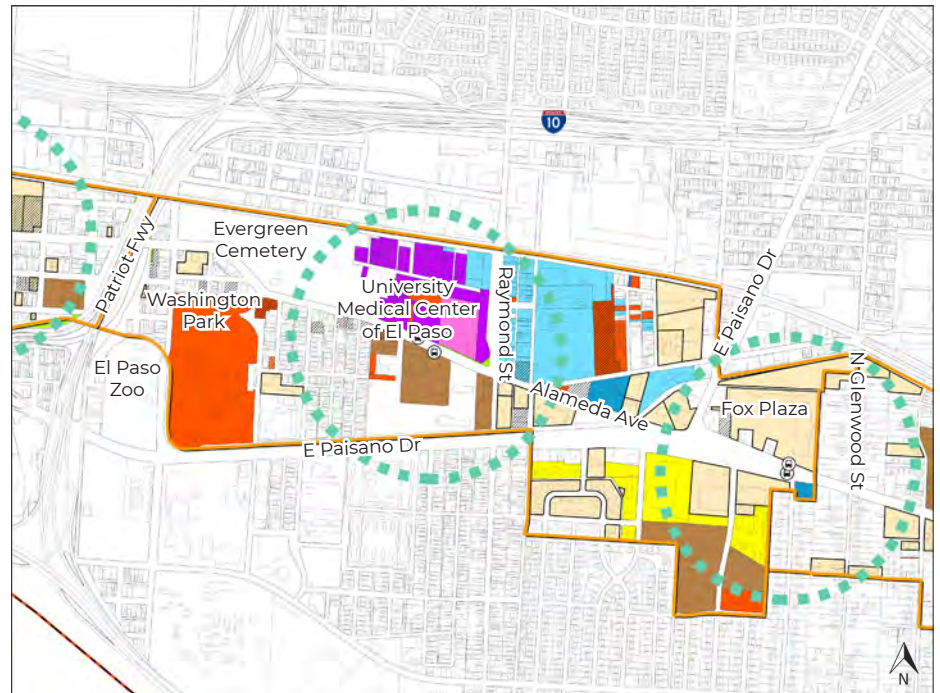 10
Evergreen
Cemetery
Patriot Fwy
Washington
Park
El Paso
Zoo
University
Medical Center
of El Paso
Raymond St
E Paisano Dr
Alameda Ave
E Paisano Dr
Fox Plaza
N Glenwood St
N